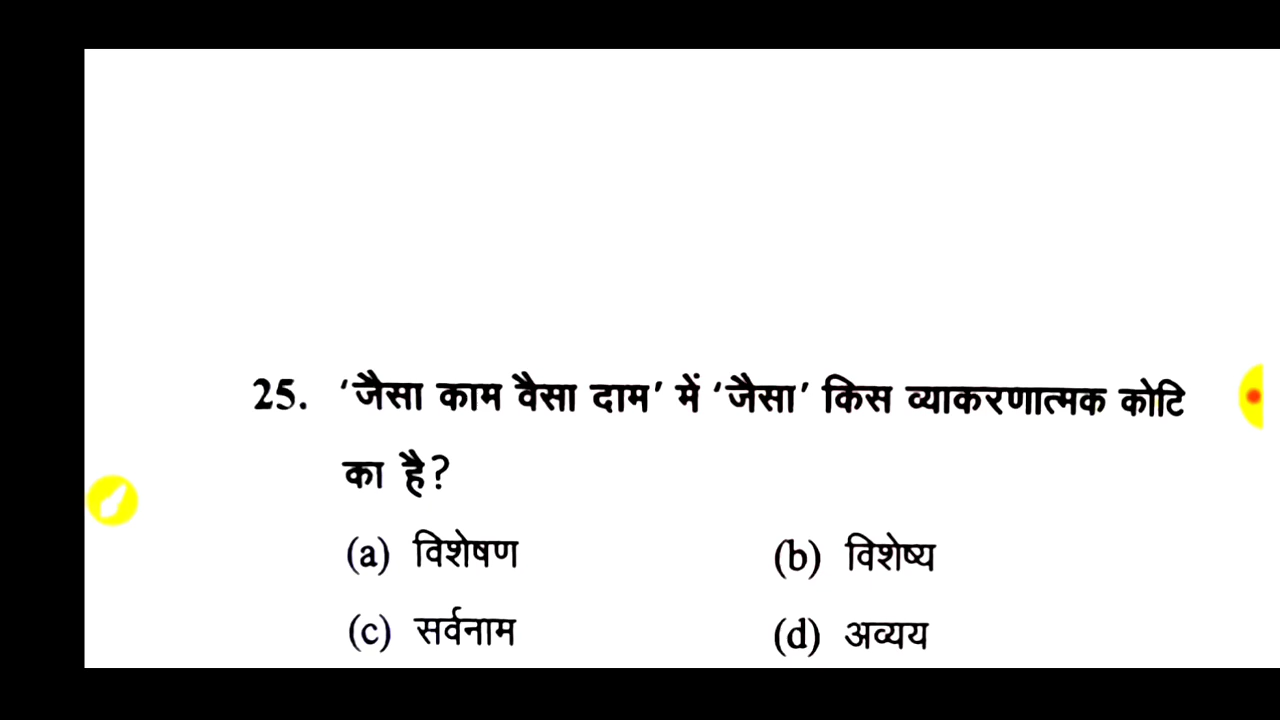 25. 'जैसा काम वैसा दाम' में 'जैसा' किस व्याकरणात्मक कोटि
का है?
(a) विशेषण (b) विशेष्य
(c) सर्वनाम (d) अव्यय